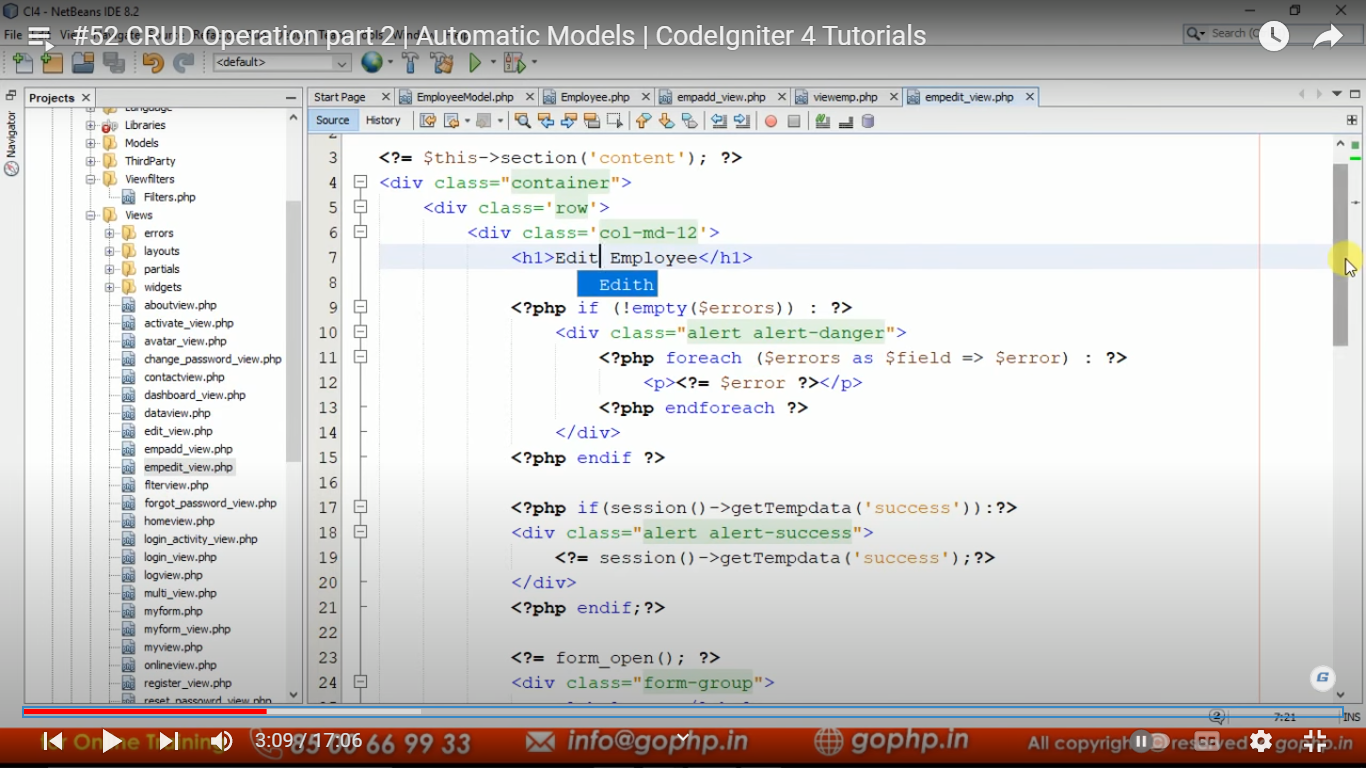 CI4 - NetBeans IDE 8.2
#52 CRUD Operation part 2 | Automatic Models | CodeIgniter 4 Tutorials
File
Search (C
<default>
Projects
Navigator
Start Page
EmployeeModel.php
Employee.php
empadd_view.php
viewemp.php
empedit_view.php
Source
History
Language
Libraries
Models
ThirdParty
Viewfilters
Filters.php
Views
errors
layouts
partials
widgets
aboutview.php
activate_view.php
avatar_view.php
change_password_view.php
contactview.php
dashboard_view.php
dataview.php
edit_view.php
empadd_view.php
empedit_view.php
flterview.php
forgot_password_view.php
homeview.php
login_activity_view.php
login_view.php
logview.php
multi_view.php
myform.php
myform_view.php
myview.php
onlineview.php
register_view.php
reset_passowrd_view.php
2
3 <?= $this->section('content'); ?>
4 <div class="container">
5 <div class='row'>
6 <div class='col-md-12'>
7 <h1>Edit Employee</h1>
8 Edith
9 <?php if (!empty($errors)) : ?>
10 <div class="alert alert-danger">
11 <?php foreach ($errors as $field => $error) : ?>
12 <p><?= $error ?></p>
13 <?php endforeach ?>
14 </div>
15 <?php endif ?>
16
17 <?php if(session()->getTempdata('success')):?>
18 <div class="alert alert-success">
19 <?= session()->getTempdata('success');?>
20 </div>
21 <?php endif;?>
22
23 <?= form_open(); ?>
24 <div class="form-group">
G
2
7:21
INS
for Online Training
3:09 / 17:06
85 00 66 99 33
info@gophp.in
gophp.in
All copyright reserved gophp.in
CC